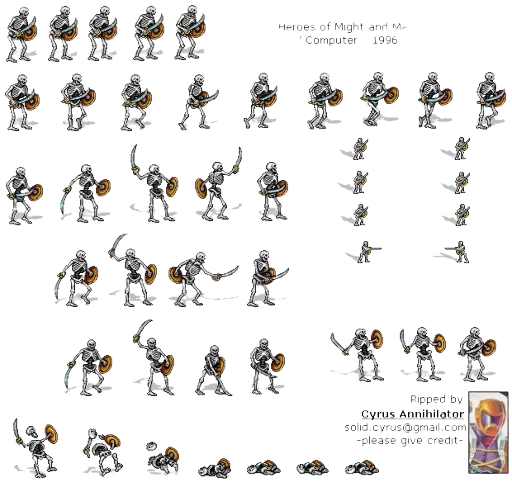 Heroes of Might and
Computer 1996
Ripped by
Cyrus Annihilator
solid.cyrus@gmail.com
-please give credit-